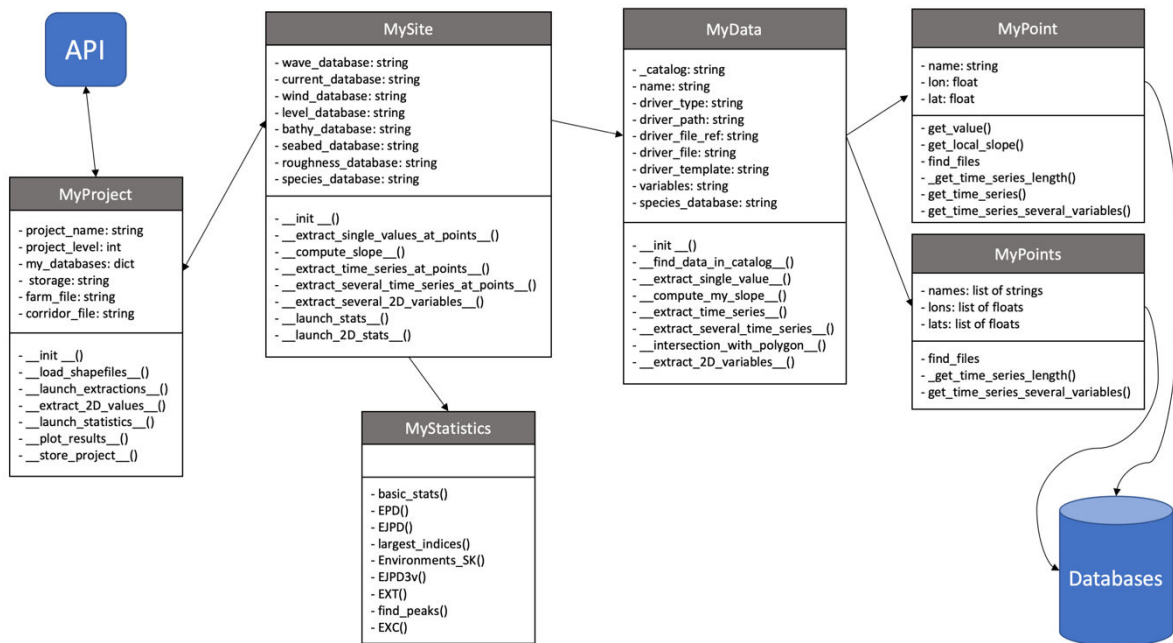 API
MyProject
- project_name: string
- project_level: int
- my_databases: dict
- storage: string
- farm_file: string
- corridor_file: string
- __init __()
- __load_shapefiles__()
- __launch_extractions__()
- __extract_2D_values__()
- __launch_statistics__()
- __plot_results__()
- __store_project__()
MySite
- wave_database: string
- current_database: string
- wind_database: string
- level_database: string
- bathy_database: string
- seabed_database: string
- roughness_database: string
- species_database: string
- __init __()
- __extract_single_values_at_points__()
- __compute_slope__()
- __extract_time_series_at_points__()
- __extract_several_time_series_at_points__()
- __extract_several_2D_variables__()
- __launch_stats__()
- __launch_2D_stats__()
MyStatistics
- basic_stats()
- EPD()
- EJPD()
- largest_indices()
- Environments_SK()
- EJPD3v()
- EXT()
- find_peaks()
- EXC()
MyData
- _catalog: string
- name: string
- driver_type: string
- driver_path: string
- driver_file_ref: string
- driver_file: string
- driver_template: string
- variables: string
- species_database: string
- __init __()
- __find_data_in_catalog__()
- __extract_single_value__()
- __compute_my_slope__()
- __extract_time_series__()
- __extract_several_time_series__()
- __intersection_with_polygon__()
- __extract_2D_variables__()
MyPoint
- name: string
- lon: float
- lat: float
- get_value()
- get_local_slope()
- find_files
- _get_time_series_length()
- get_time_series()
- get_time_series_several_variables()
MyPoints
- names: list of strings
- lons: list of floats
- lats: list of floats
- find_files
- _get_time_series_length()
- get_time_series_several_variables()
Databases